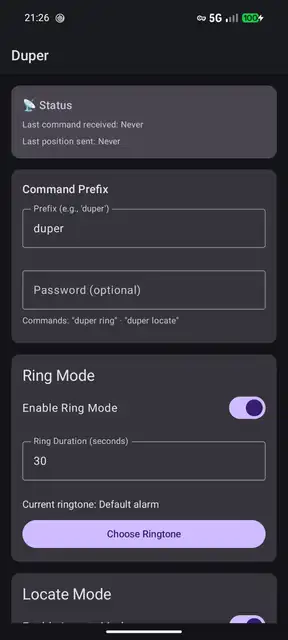 21:26
5G
100
Duper
📡 Status
Last command received: Never
Last position sent: Never
Command Prefix
Prefix (e.g., 'duper')
duper
Password (optional)
Commands: "duper ring" · "duper locate"
Ring Mode
Enable Ring Mode
Ring Duration (seconds)
30
Current ringtone: Default alarm
Choose Ringtone
Locate Mode